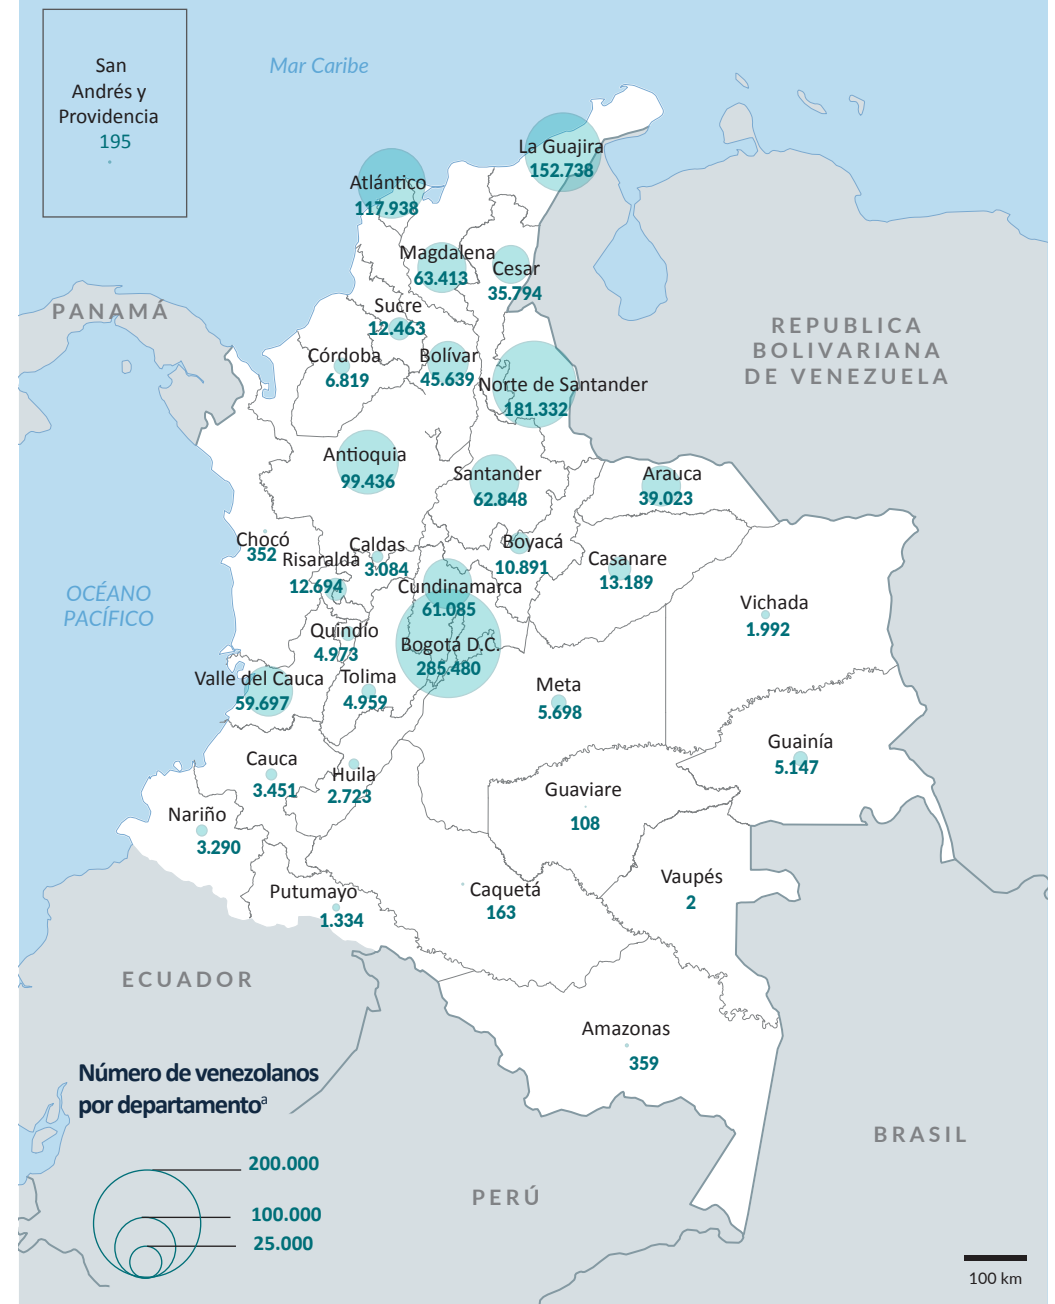 San
Andrés y
Providencia
195
Mar Caribe
La Guajira
152.738
Atlántico
117.938
Magdalena
63.413
Cesar
35.794
PANAMÁ
Sucre
12.463
REPUBLICA
BOLIVARIANA
DE VENEZUELA
Córdoba
6.819
Bolívar
45.639
Norte de Santander
181.332
Antioquia
99.436
Santander
62.848
Arauca
39.023
Chocó
352
Risaralda
12.694
Caldas
3.084
Boyacá
10.891
Casanare
13.189
Cundinamarca
61.085
OCÉANO
PACÍFICO
Vichada
1.992
Quindío
4.973
Bogotá D.C.
285.480
Valle del Cauca
59.697
Tolima
4.959
Meta
5.698
Guainía
5.147
Cauca
3.451
Huila
2.723
Guaviare
108
Nariño
3.290
Putumayo
1.334
Caquetá
163
Vaupés
2
ECUADOR
Amazonas
359
Número de venezolanos
por departamentoª
200.000
100.000
25.000
BRASIL
PERÚ
100 km